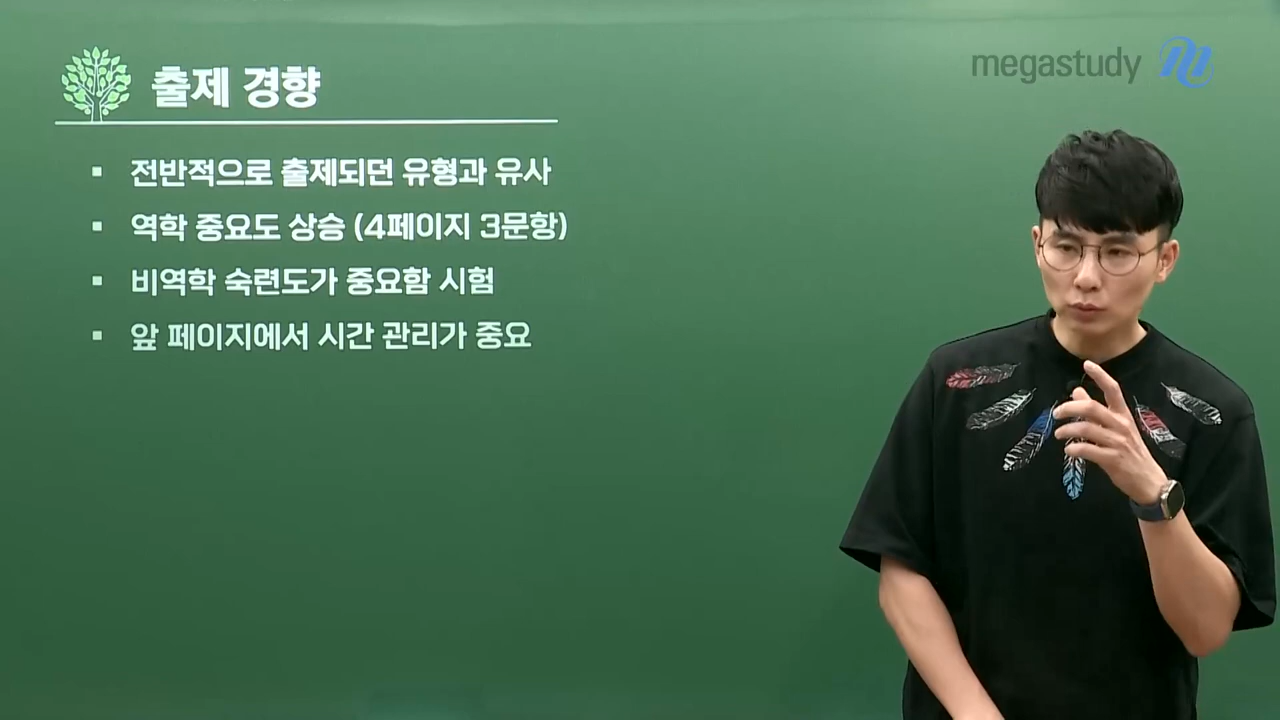 출제 경향
megastudy
▪ 전반적으로 출제되던 유형과 유사
▪ 역학 중요도 상승 (4페이지 3문항)
▪ 비역학 숙련도가 중요함 시험
▪ 앞 페이지에서 시간 관리가 중요